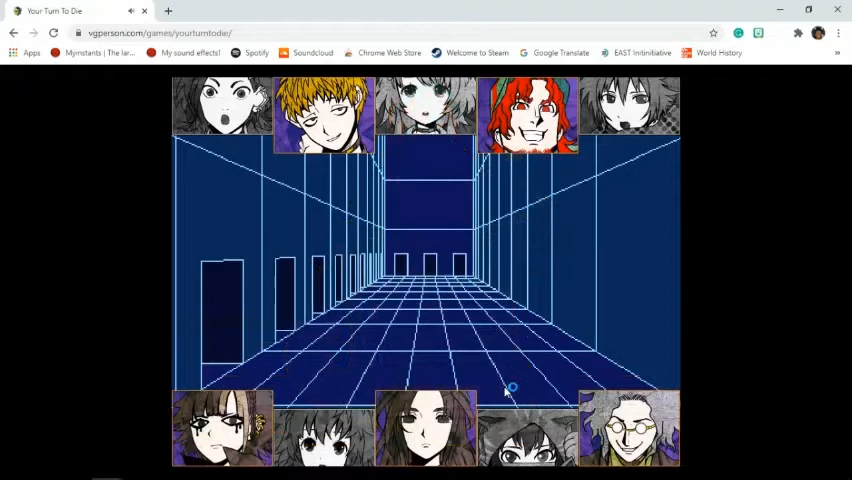 Your Turn To Die
vgperson.com/games/yourturntodie/
Apps Myinstants | The lar... My sound effects! Spotify Soundcloud Chrome Web Store Welcome to Steam Google Translate EAST Initinitiative World History »